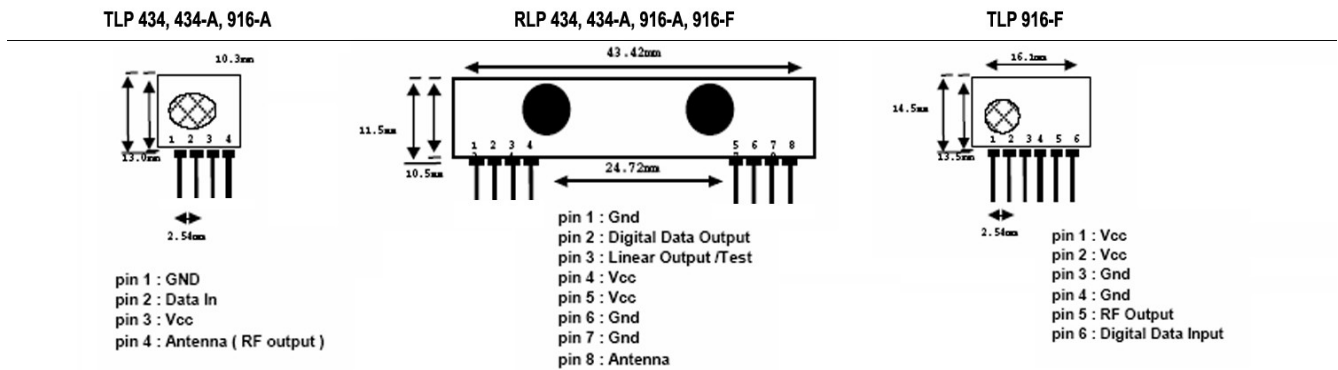 TLP 434, 434-A, 916-A
10.3mm
1 2 3 4
13.0mm
2.54mm
pin 1 : GND
pin 2 : Data In
pin 3 : Vcc
pin 4 : Antenna ( RF output )
RLP 434, 434-A, 916-A, 916-F
43.42mm
11.5mm
1 2 3 4
5 6 7 8
10.5mm
24.72mm
pin 1 : Gnd
pin 2 : Digital Data Output
pin 3 : Linear Output /Test
pin 4 : Vcc
pin 5 : Vcc
pin 6 : Gnd
pin 7 : Gnd
pin 8 : Antenna
TLP 916-F
16.1mm
14.5mm
1 2 3 4 5 6
13.5mm
2.54mm
pin 1 : Vcc
pin 2 : Vcc
pin 3 : Gnd
pin 4 : Gnd
pin 5 : RF Output
pin 6 : Digital Data Input